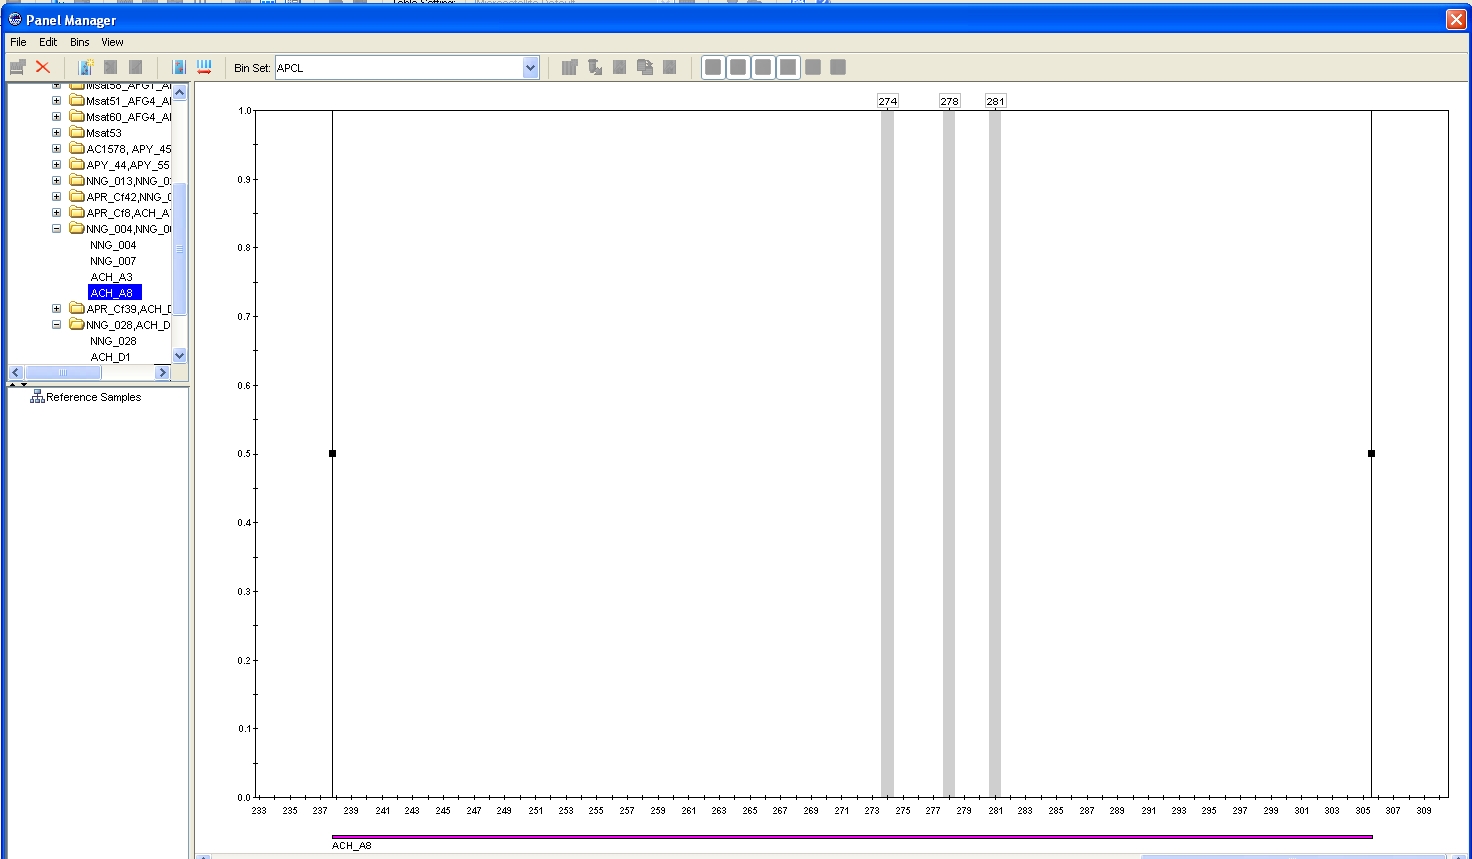 Panel Manager
File Edit Bins View
Bin Set: APCL
Msat51_AFG4_A
Msat60_AFG4_A
Msat53
AC1578, APY_45
APY_44,APY_55
NNG_013,NNG_0
APR_Cf42,NNG_0
APR_Cf8,ACH_A
NNG_004,NNG_0
NNG_004
NNG_007
ACH_A3
ACH_A8
APR_Cf39,ACH_D
NNG_028,ACH_D
NNG_028
ACH_D1
Reference Samples
274 278 281
1.0
0.9
0.8
0.7
0.6
0.5
0.4
0.3
0.2
0.1
0.0
233 235 237 239 241 243 245 247 249 251 253 255 257 259 261 263 265 267 269 271 273 275 277 279 281 283 285 287 289 291 293 295 297 299 301 303 305 307 309
ACH_A8